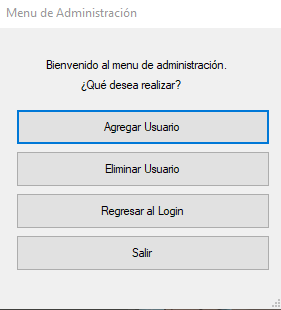 Menu de Administración
Bienvenido al menu de administración.
¿Qué desea realizar?
Agregar Usuario
Eliminar Usuario
Regresar al Login
Salir